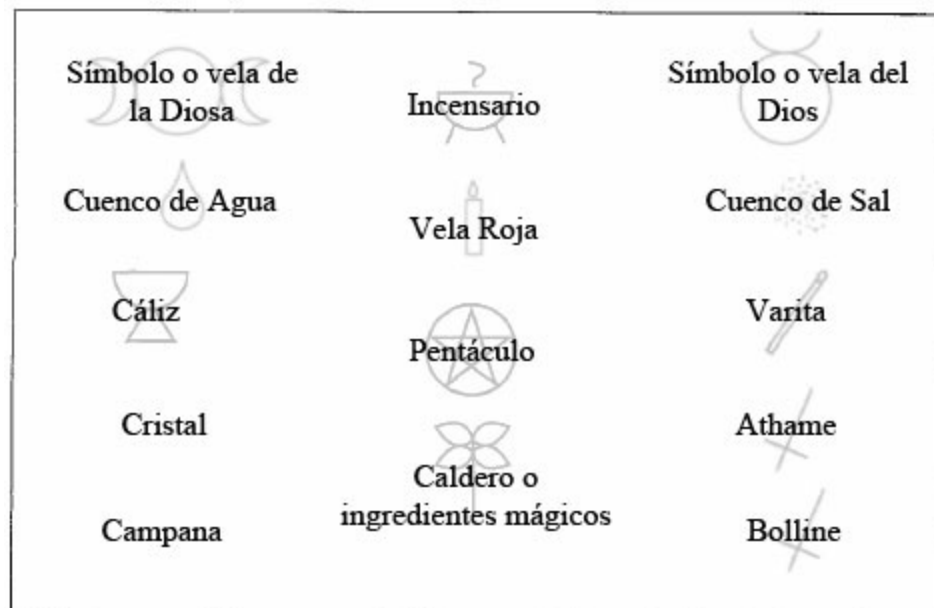 Símbolo o vela de
la Diosa
Incensario
Símbolo o vela del
Dios
Cuenco de Agua
Vela Roja
Cuenco de Sal
Cáliz
Pentáculo
Varita
Cristal
Caldero o
ingredientes mágicos
Athame
Campana
Bolline